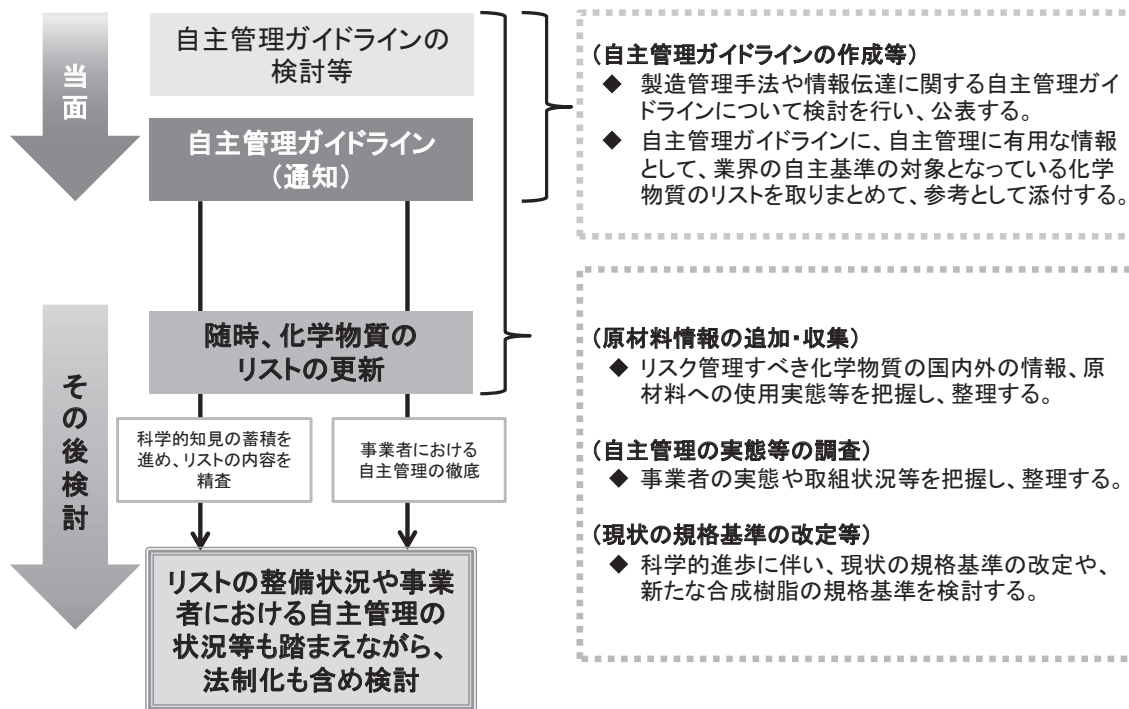 当面
自主管理ガイドラインの
検討等
自主管理ガイドライン
(通知)
(自主管理ガイドラインの作成等)
◆ 製造管理手法や情報伝達に関する自主管理ガイ
ドラインについて検討を行い、公表する。
◆ 自主管理ガイドラインに、自主管理に有用な情報
として、業界の自主基準の対象となっている化学
物質のリストを取りまとめて、参考として添付する。
その後検討
随時、化学物質の
リストの更新
科学的知見の蓄積を
進め、リストの内容を
精査
事業者における
自主管理の徹底
リストの整備状況や事業
者における自主管理の
状況等も踏まえながら、
法制化も含め検討
(原材料情報の追加・収集)
◆ リスク管理すべき化学物質の国内外の情報、原
材料への使用実態等を把握し、整理する。
(自主管理の実態等の調査)
◆ 事業者の実態や取組状況等を把握し、整理する。
(現状の規格基準の改定等)
◆ 科学的進歩に伴い、現状の規格基準の改定や、
新たな合成樹脂の規格基準を検討する。